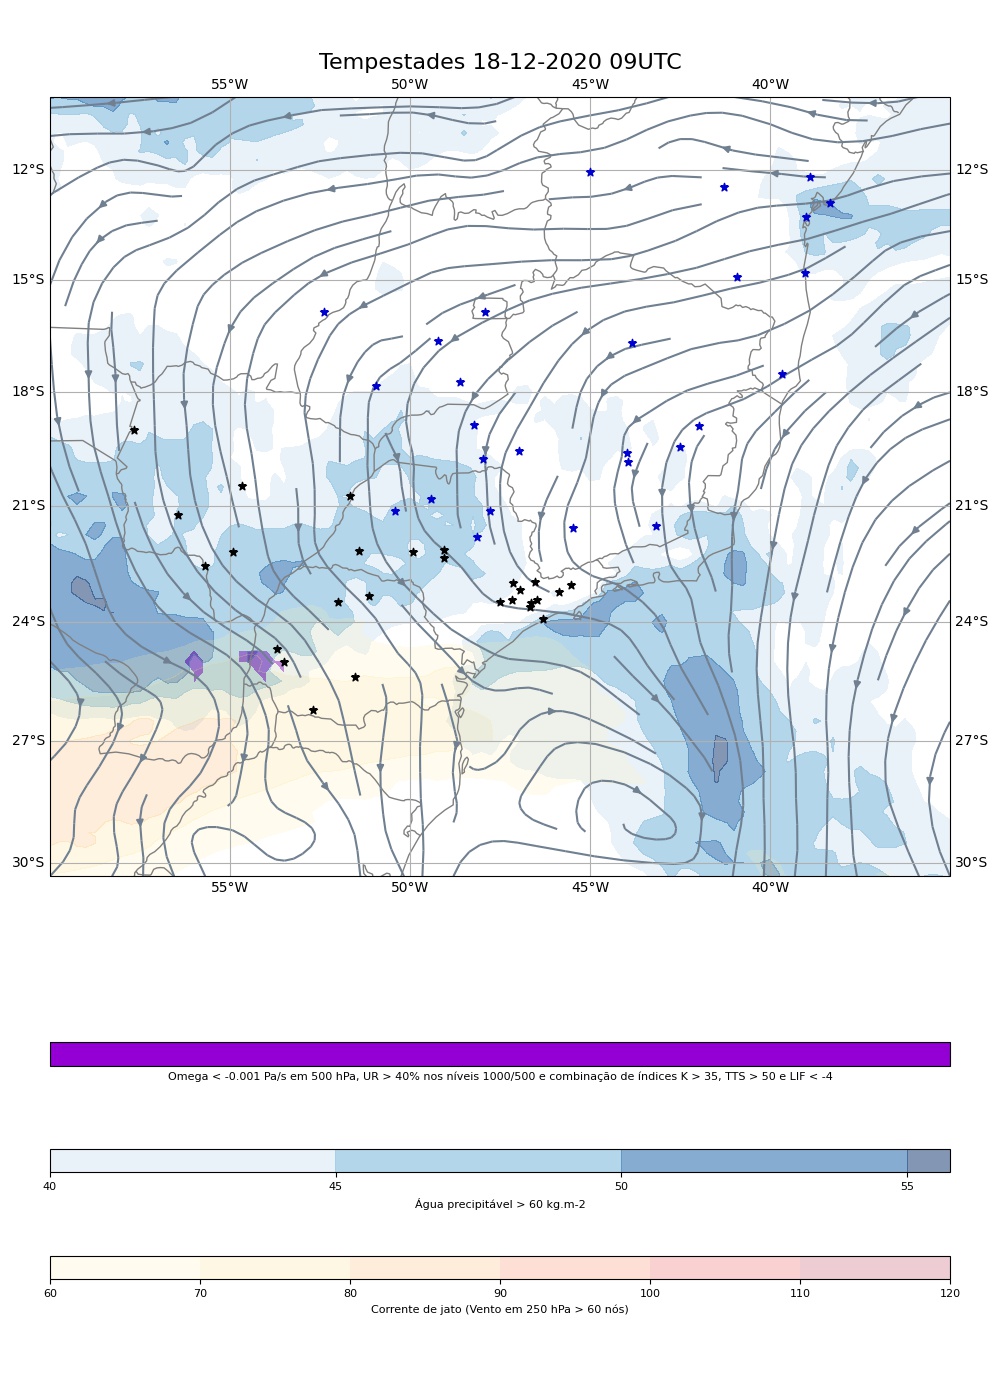 Tempestades 18-12-2020 09UTC
55°W 50°W 45°W 40°W
12°S 12°S
15°S 15°S
18°S 18°S
21°S 21°S
24°S 24°S
27°S 27°S
30°S 30°S
55°W 50°W 45°W 40°W
Omega < -0.001 Pa/s em 500 hPa, UR > 40% nos níveis 1000/500 e combinação de índices K > 35, TTS > 50 e LIF < -4
40 45 50 55
Água precipitável > 60 kg.m-2
60 70 80 90 100 110 120
Corrente de jato (Vento em 250 hPa > 60 nós)